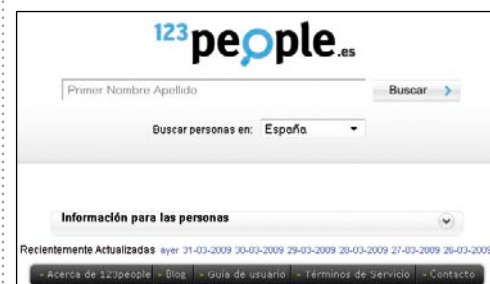 123people.es
Primer Nombre Apellido
Buscar
Buscar personas en: España
Información para las personas
Recientemente Actualizadas ayer 31-03-2009 30-03-2009 29-03-2009 28-03-2009 27-03-2009 26-03-2009
Acerca de 123people Blog Guia de usuario Términos de Servicio Contacto